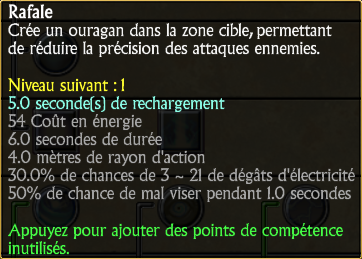 Rafale
Crée un ouragan dans la zone cible, permettant
de réduire la précision des attaques ennemies.
Niveau suivant : 1
5.0 seconde(s) de rechargement
54 Coût en énergie
6.0 secondes de durée
4.0 mètres de rayon d'action
30.0% de chances de 3 ~ 21 de dégâts d'électricité
50% de chance de mal viser pendant 1.0 secondes
Appuyez pour ajouter des points de compétence
inutilisés.